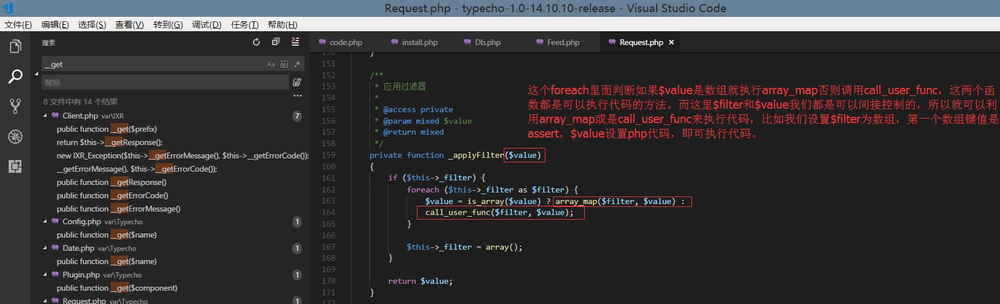 Request.php - typecho-1.0-14.10.10-release - Visual Studio Code
文件(F) 编辑(E) 选择(S) 查看(V) 转到(G) 调试(D) 任务(T) 帮助(H)
搜索
__get
Aa Ab| .*
替换
8 文件中有 14 个结果
Client.php var\IXR 7
public function __get($prefix)
return $this->__getResponse();
new IXR_Exception($this->__getErrorMessage(), $this->__getErrorCode());
__getErrorMessage(), $this->__getErrorCode());
public function __getResponse()
public function __getErrorCode()
public function __getErrorMessage()
Config.php var\Typecho 1
public function __get($name)
Date.php var\Typecho 1
public function __get($name)
Plugin.php var\Typecho 1
public function __get($component)
Request.php var\Typecho 1
code.php install.php Db.php Feed.php Request.php ×
150 }
151
152 /**
153 * 应用过滤器
154 *
155 * @access private
156 * @param mixed $value
157 * @return mixed
158 */
159 private function _applyFilter($value)
160 {
161 if ($this->_filter) {
162 foreach ($this->_filter as $filter) {
163 $value = is_array($value) ? array_map($filter, $value) :
164 call_user_func($filter, $value);
165 }
166
167 $this->_filter = array();
168 }
169
170 return $value;
171 }
172
这个foreach里面判断如果$value是数组就执行array_map否则调用call_user_func，这两个函
数都是可以执行代码的方法。而这里$filter和$value我们都是可以间接控制的，所以就可以利
用array_map或是call_user_func来执行代码，比如我们设置$filter为数组，第一个数组键值是
assert，$value设置php代码，即可执行代码。